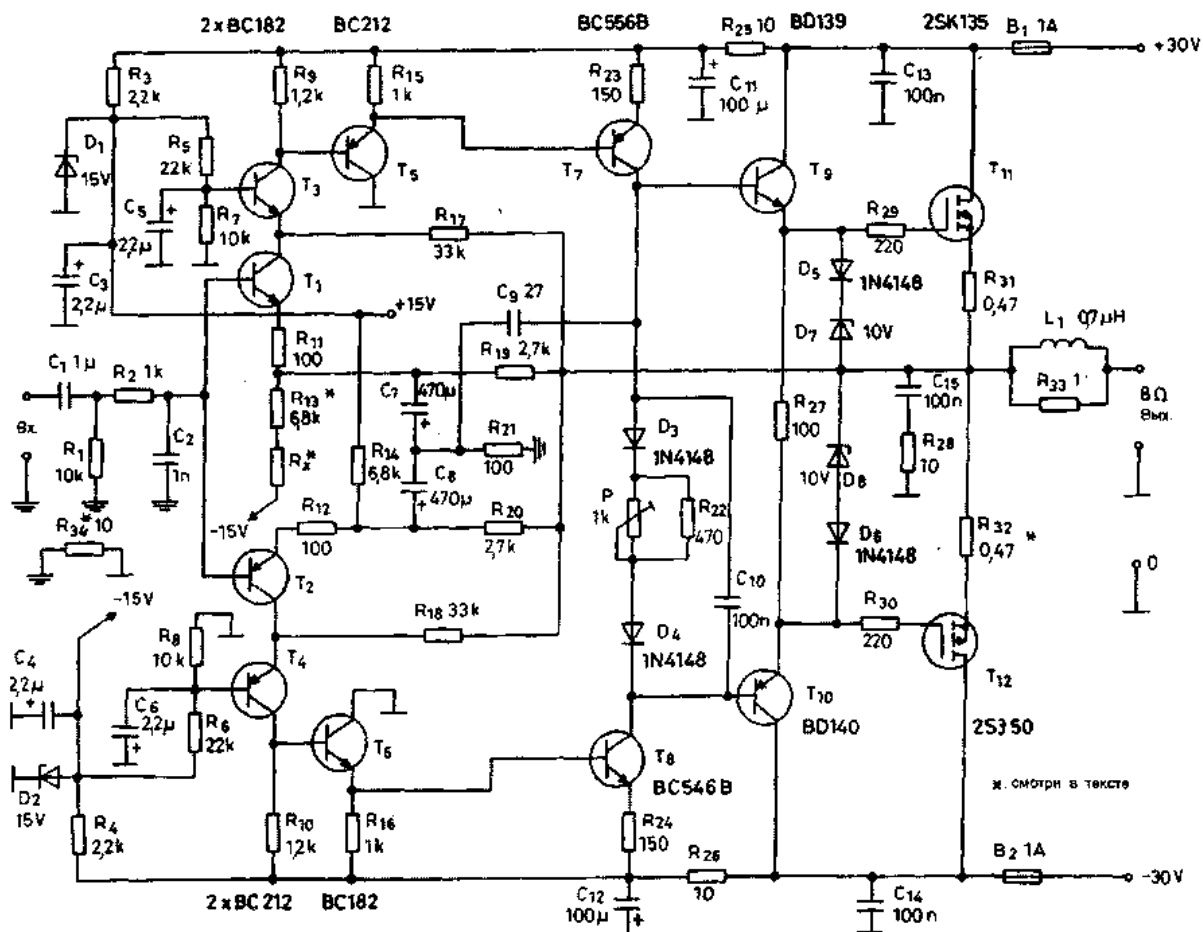 2xBC182 BC212 BC556B R25 10 BD139 2SK135 B1 1A
+30V
R3 2,2k
R9 1,2k
R15 1k
R23 150
C11 100µ
C13 100n
D1 15V
R5 22k
T3
T5
T7
T9
T11
C5 2,2µ
R7 10k
R17 33k
R29 220
C3 2,2µ
T1
D5 1N4148
R31 0,47
+15V
C9 27
D7 10V
L1 0,7µH
R11 100
R19 2,7k
C1 1µ
R2 1k
C7 470µ
C15 100n
R33 1
8Ω
Вых.
Вх.
R13* 6,8k
R21 100
D3 1N4148
R27 100
R1 10k
C2 1n
Rx*
R14 6,8k
C8 470µ
P 1k
R22 470
10V D8
R28 10
R34* 10
-15V
R12 100
R20 2,7k
D6 1N4148
R32 0,47 *
T2
C10 100n
0
-15V
R18 33k
R30 220
R8 10k
D4 1N4148
C4 2,2µ
T4
T10 BD140
T12
C6 2,2µ
R6 22k
T6
T8 BC546B
2SJ50
D2 15V
*. смотри в тексте
R4 2,2k
R10 1,2k
R16 1k
R24 150
R26 10
B2 1A
-30V
2xBC212 BC182 C12 100µ C14 100n